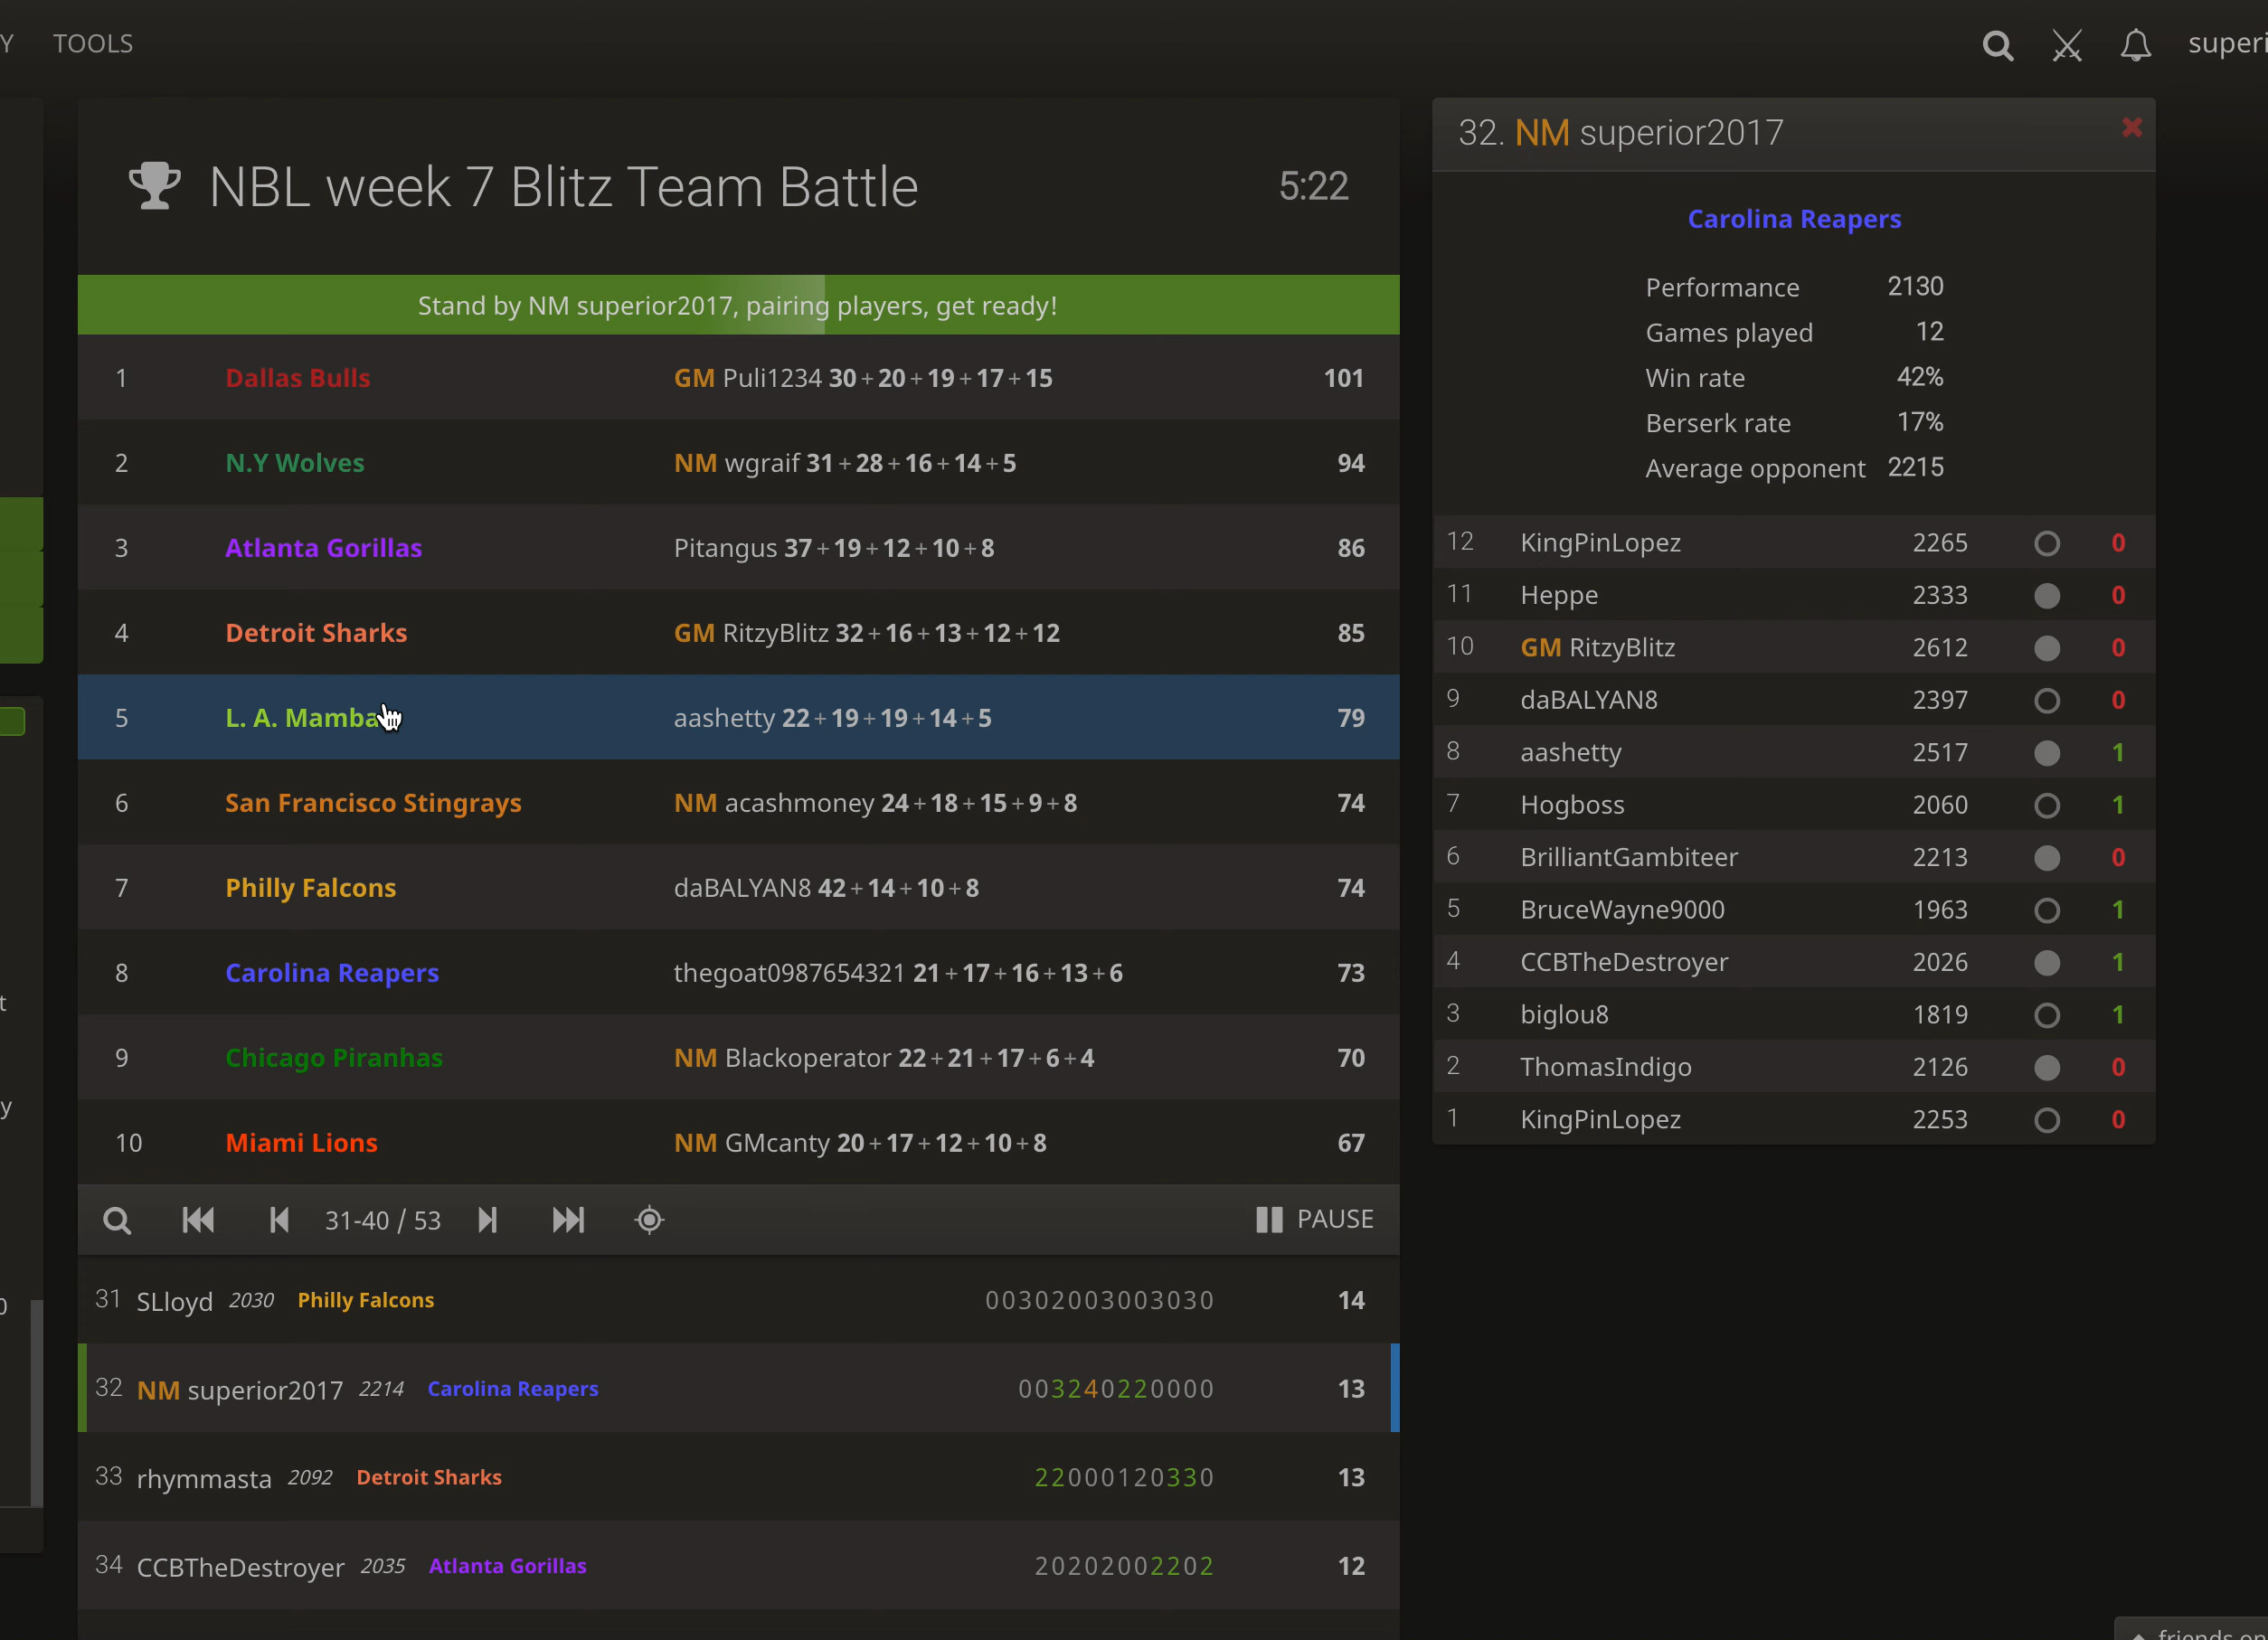 Y TOOLS superi
NBL week 7 Blitz Team Battle 5:22
Stand by NM superior2017, pairing players, get ready!
1 Dallas Bulls GM Puli1234 30+20+19+17+15 101
2 N.Y Wolves NM wgraif 31+28+16+14+5 94
3 Atlanta Gorillas Pitangus 37+19+12+10+8 86
4 Detroit Sharks GM RitzyBlitz 32+16+13+12+12 85
5 L. A. Mamba aashetty 22+19+19+14+5 79
6 San Francisco Stingrays NM acashmoney 24+18+15+9+8 74
7 Philly Falcons daBALYAN8 42+14+10+8 74
8 Carolina Reapers thegoat0987654321 21+17+16+13+6 73
9 Chicago Piranhas NM Blackoperator 22+21+17+6+4 70
10 Miami Lions NM GMcanty 20+17+12+10+8 67
31-40 / 53 PAUSE
31 SLloyd 2030 Philly Falcons 00302003003030 14
32 NM superior2017 2214 Carolina Reapers 003240220000 13
33 rhymmasta 2092 Detroit Sharks 22000120330 13
34 CCBTheDestroyer 2035 Atlanta Gorillas 20202002202 12
32. NM superior2017
Carolina Reapers
Performance 2130
Games played 12
Win rate 42%
Berserk rate 17%
Average opponent 2215
12 KingPinLopez 2265 0
11 Heppe 2333 0
10 GM RitzyBlitz 2612 0
9 daBALYAN8 2397 0
8 aashetty 2517 1
7 Hogboss 2060 1
6 BrilliantGambiteer 2213 0
5 BruceWayne9000 1963 1
4 CCBTheDestroyer 2026 1
3 biglou8 1819 1
2 ThomasIndigo 2126 0
1 KingPinLopez 2253 0
t
y
0
friends on